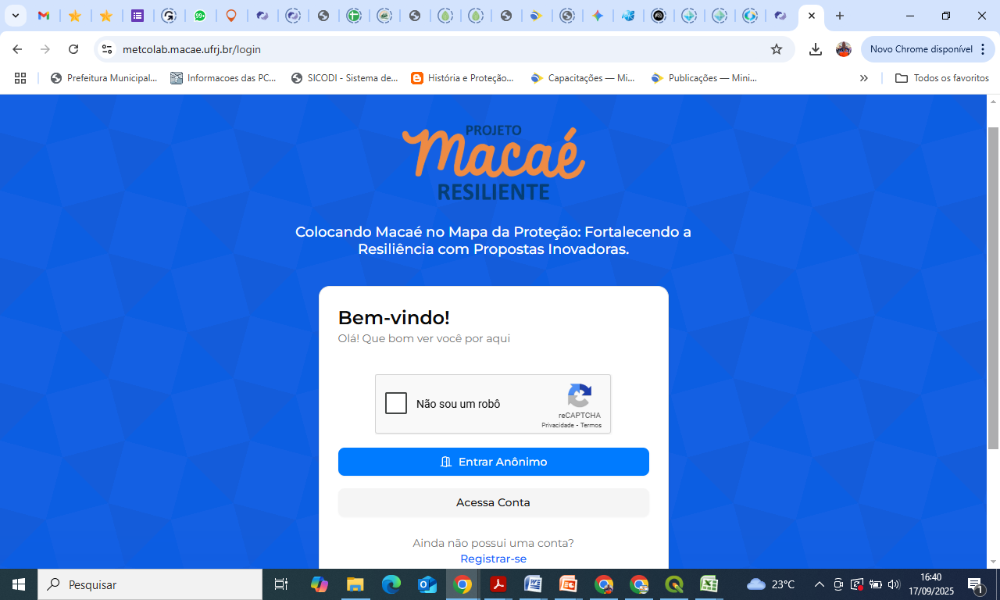 99+
metcolab.macae.ufrj.br/login
Novo Chrome disponível
Prefeitura Municipal...
Informacoes das PC...
SICODI - Sistema de...
História e Proteção...
Capacitações — Mi...
Publicações — Mini...
Todos os favoritos
PROJETO
Macaé
RESILIENTE
Colocando Macaé no Mapa da Proteção: Fortalecendo a
Resiliência com Propostas Inovadoras.
Bem-vindo!
Olá! Que bom ver você por aqui
Não sou um robô
reCAPTCHA
Privacidade - Termos
Entrar Anônimo
Acessa Conta
Ainda não possui uma conta?
Registrar-se
Pesquisar
23°C
16:40
17/09/2025
1